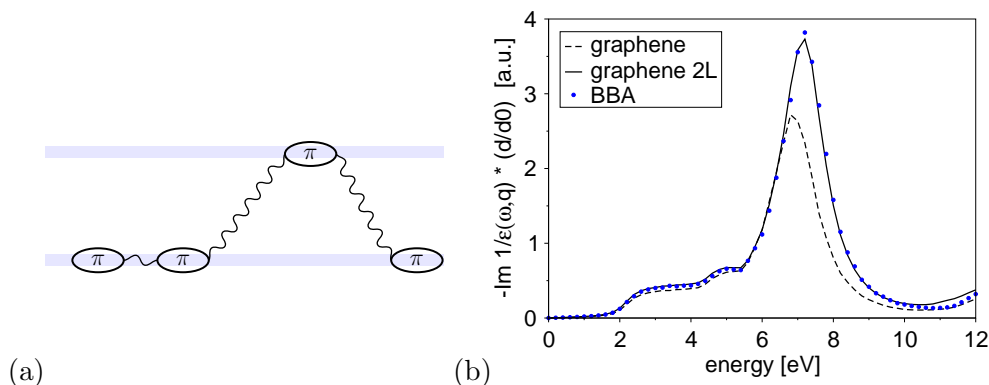 π
π
π
π
(a)
4
3
2
1
0
-Im 1/ε(ω,q) * (d/d0) [a.u.]
graphene
graphene 2L
BBA
0 2 4 6 8 10 12
energy [eV]
(b)